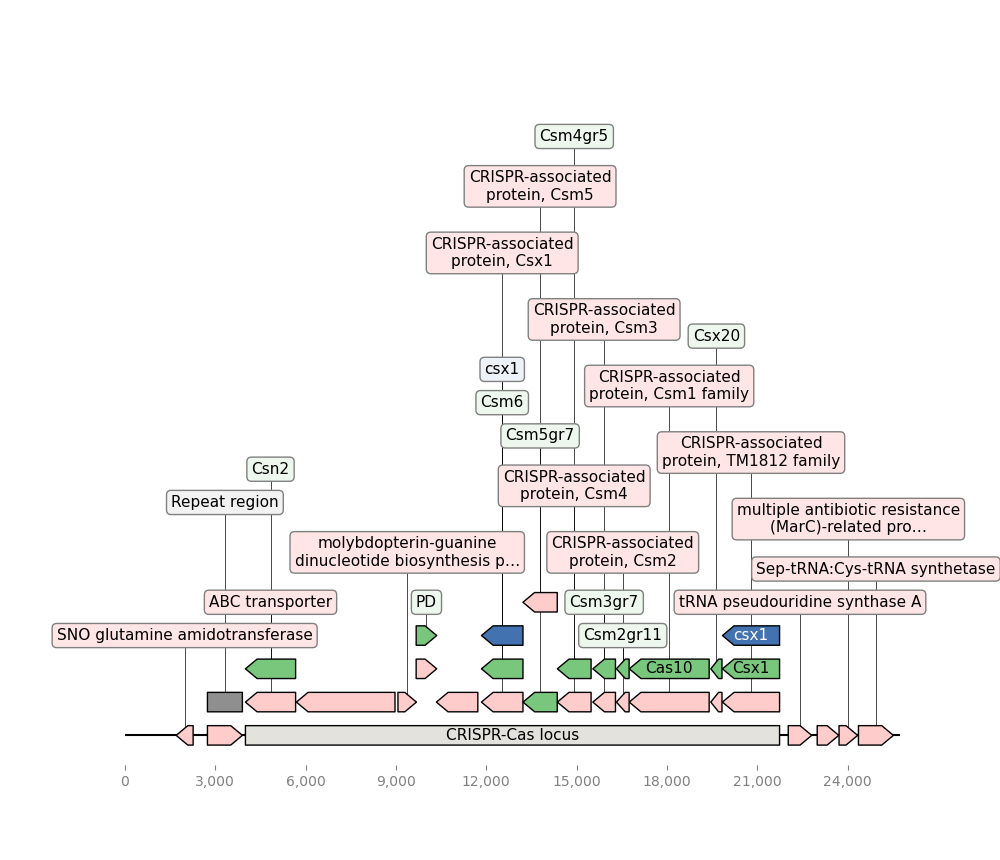 Csm4gr5
CRISPR-associated
protein, Csm5
CRISPR-associated
protein, Csx1
CRISPR-associated
protein, Csm3
Csx20
csx1
CRISPR-associated
protein, Csm1 family
Csm6
Csm5gr7
CRISPR-associated
protein, TM1812 family
Csn2
CRISPR-associated
protein, Csm4
Repeat region
multiple antibiotic resistance
(MarC)-related pro...
molybdopterin-guanine
dinucleotide biosynthesis p...
CRISPR-associated
protein, Csm2
Sep-tRNA:Cys-tRNA synthetase
ABC transporter
PD
Csm3gr7
tRNA pseudouridine synthase A
SNO glutamine amidotransferase
Csm2gr11
csx1
Cas10
Csx1
CRISPR-Cas locus
0
3,000
6,000
9,000
12,000
15,000
18,000
21,000
24,000